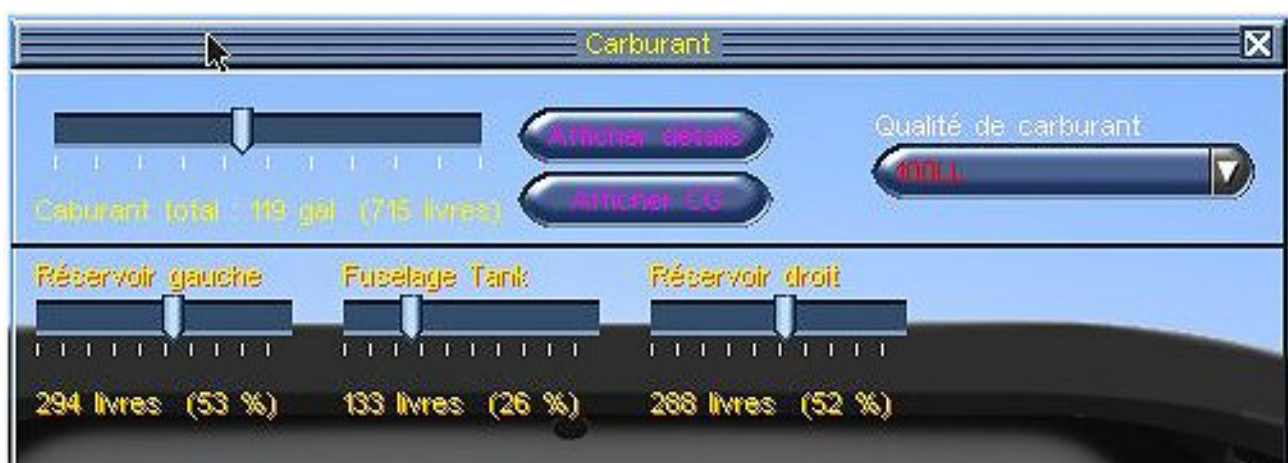 Carburant
Afficher détails
Qualité de carburant
100LL
Caburant total : 119 gal (715 livres)
Afficher CG
Réservoir gauche
Fuselage Tank
Réservoir droit
294 livres (53 %)
133 livres (26 %)
288 livres (52 %)